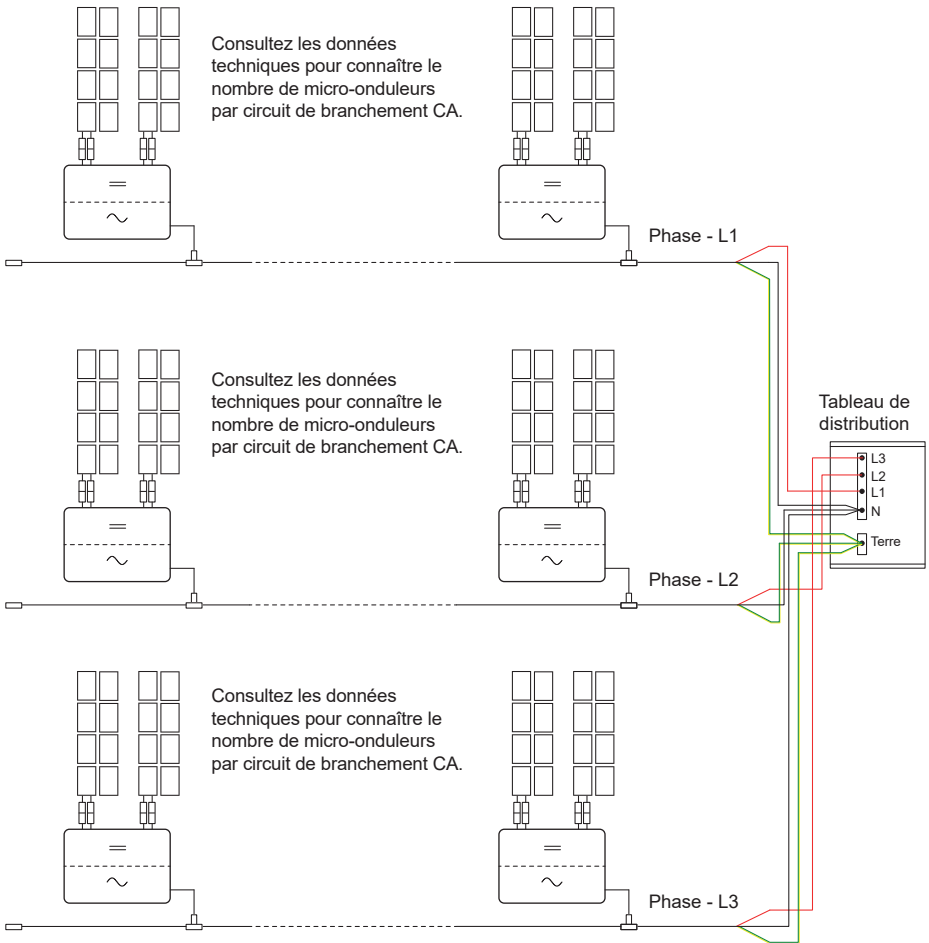 Consultez les données
techniques pour connaître le
nombre de micro-onduleurs
par circuit de branchement CA.
Phase - L1
Consultez les données
techniques pour connaître le
nombre de micro-onduleurs
par circuit de branchement CA.
Tableau de
distribution
L3
L2
L1
N
Terre
Phase - L2
Consultez les données
techniques pour connaître le
nombre de micro-onduleurs
par circuit de branchement CA.
Phase - L3